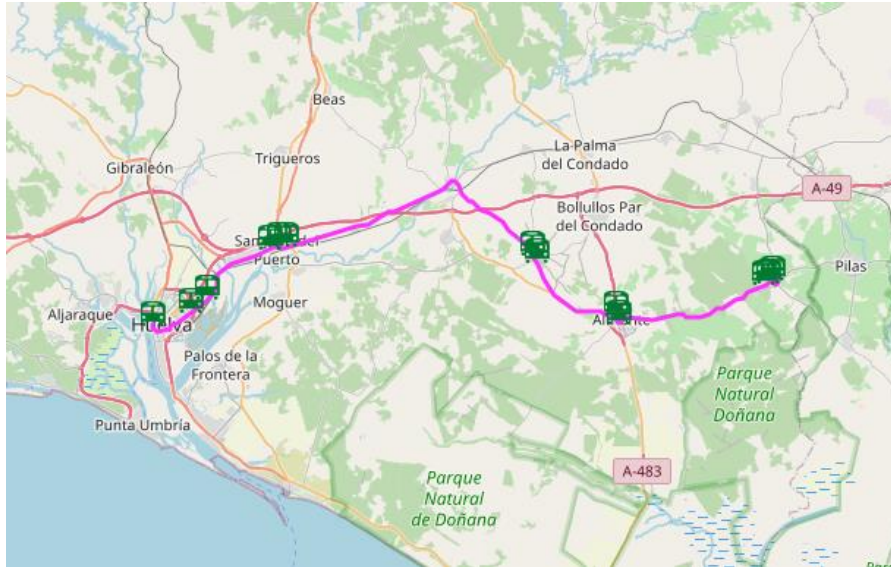 Beas
La Palma
del Condado
Trigueros
Gibraleón
A-49
Bollullos Par
del Condado
Puerto
Pilas
Moguer
Aljaraque
Huelva
Palos de la
Frontera
Parque
Natural
Doñana
Punta Umbría
A-483
Parque
Natural
de Doñana